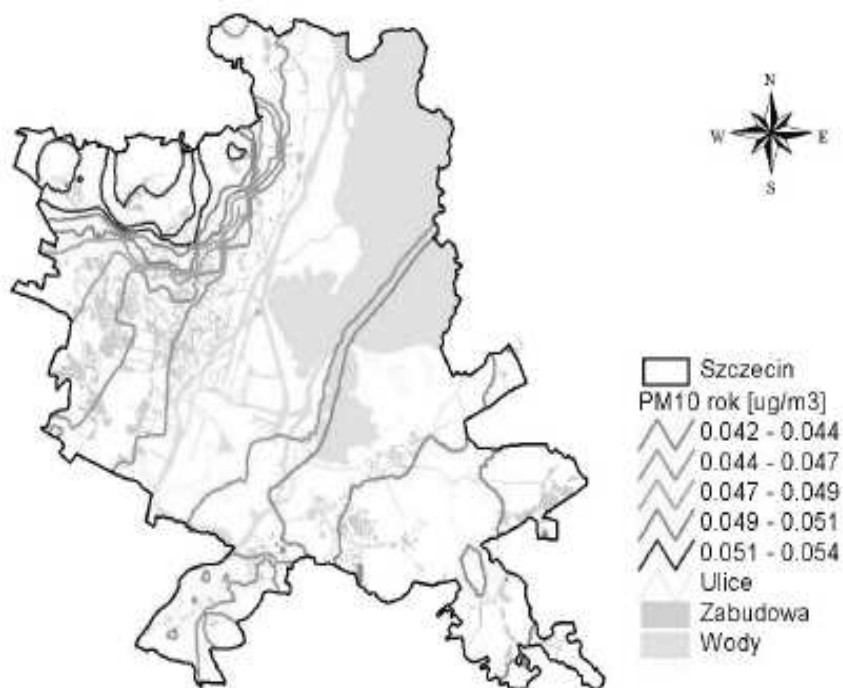 N
W E
S
Szczecin
PM10 rok [ug/m3]
0.042 - 0.044
0.044 - 0.047
0.047 - 0.049
0.049 - 0.051
0.051 - 0.054
Ulice
Zabudowa
Wody